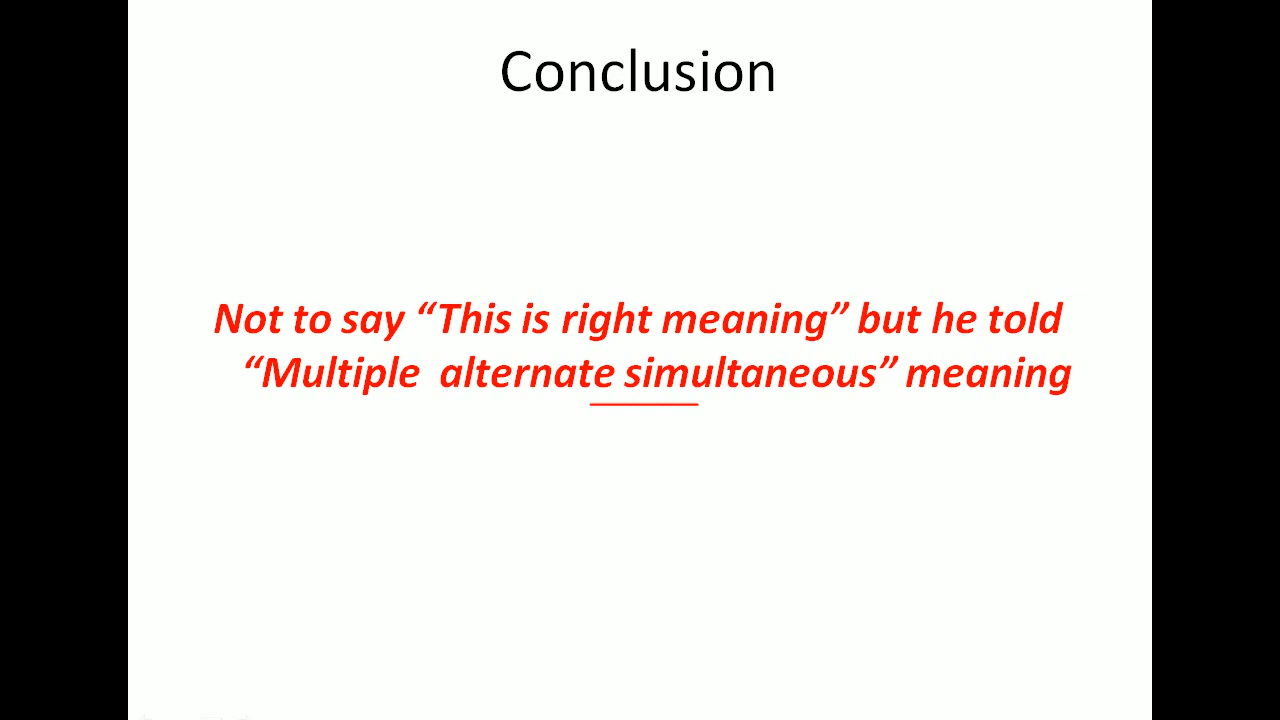 Conclusion
Not to say “This is right meaning” but he told
“Multiple alternate simultaneous” meaning